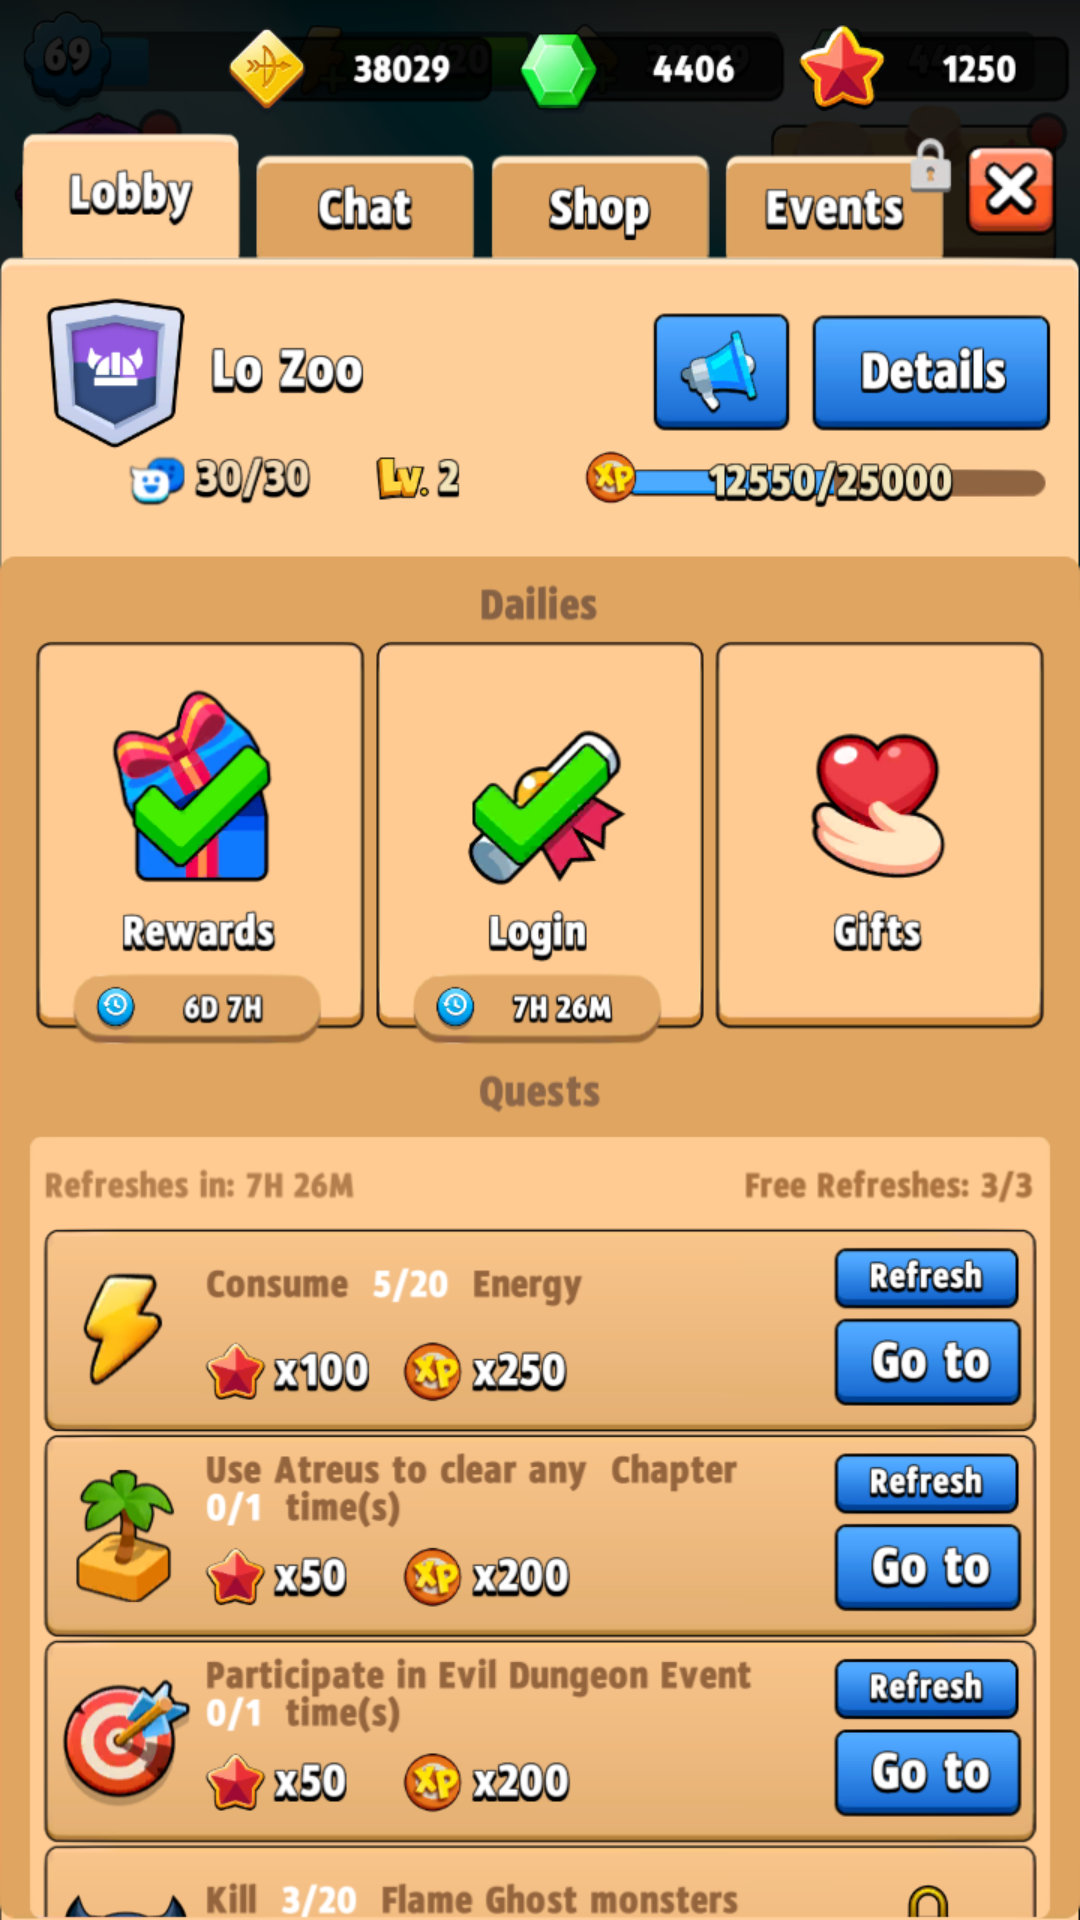 69
38029
4406
1250
Lobby
Chat
Shop
Events
Lo Zoo
Details
30/30
Lv. 2
XP
12550/25000
Dailies
Rewards
Login
Gifts
6D 7H
7H 26M
Quests
Refreshes in: 7H 26M
Free Refreshes: 3/3
Consume 5/20 Energy
Refresh
x100
XP x250
Go to
Use Atreus to clear any Chapter
0/1 time(s)
Refresh
x50
XP x200
Go to
Participate in Evil Dungeon Event
0/1 time(s)
Refresh
x50
XP x200
Go to
Kill 3/20 Flame Ghost monsters